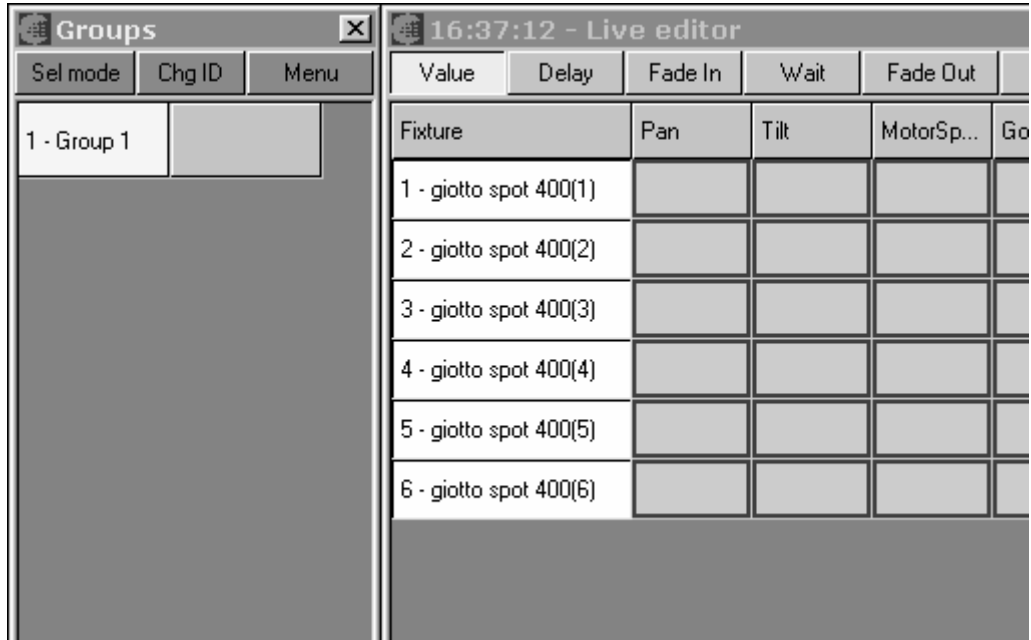 Groups
Sel mode Chg ID Menu
1 - Group 1
16:37:12 - Live editor
Value Delay Fade In Wait Fade Out
Fixture Pan Tilt MotorSp... Go
1 - giotto spot 400(1)
2 - giotto spot 400(2)
3 - giotto spot 400(3)
4 - giotto spot 400(4)
5 - giotto spot 400(5)
6 - giotto spot 400(6)